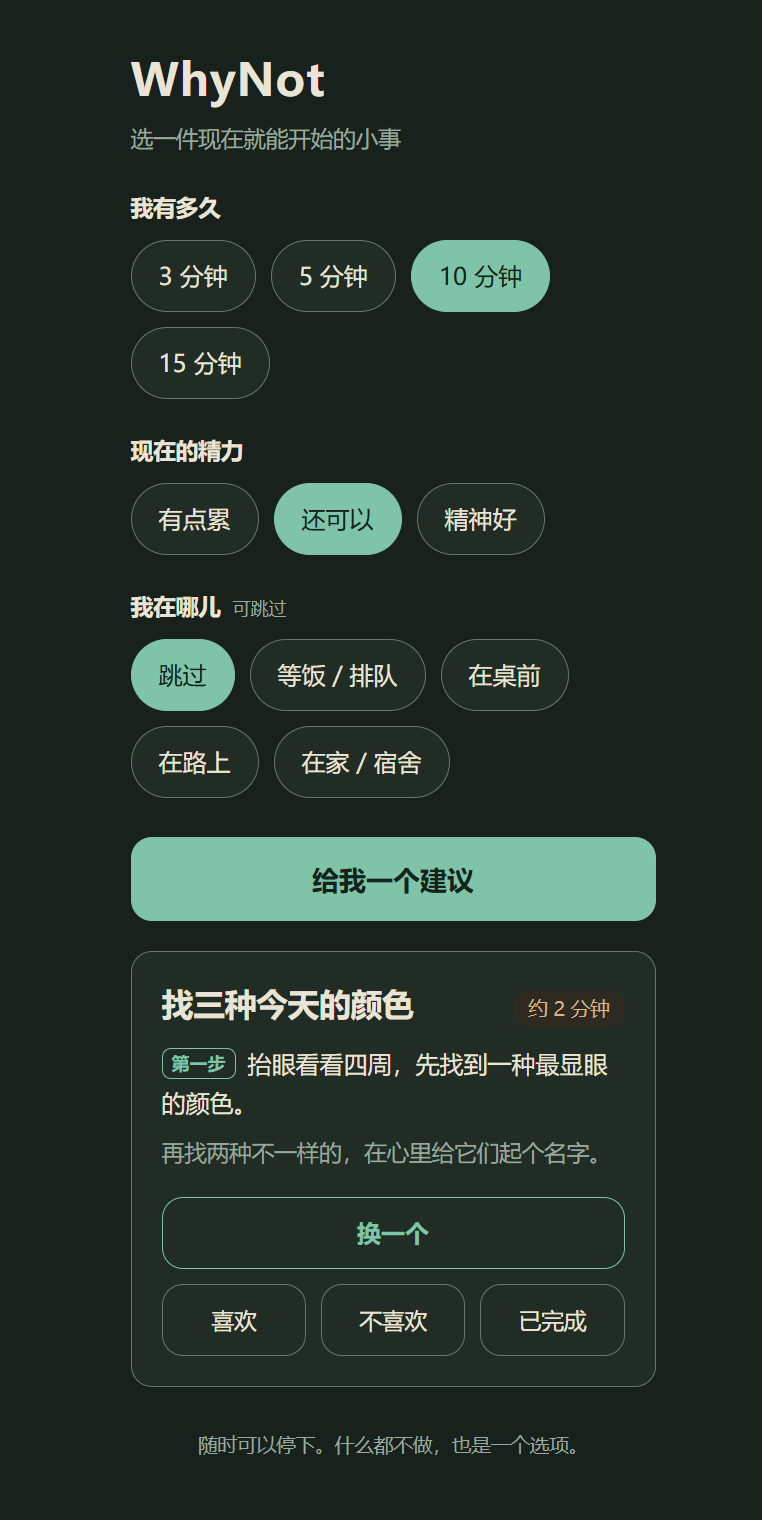 WhyNot
选一件现在就能开始的小事
我有多久
3 分钟 5 分钟 10 分钟
15 分钟
现在的精力
有点累 还可以 精神好
我在哪儿 可跳过
跳过 等饭 / 排队 在桌前
在路上 在家 / 宿舍
给我一个建议
找三种今天的颜色 约 2 分钟
第一步 抬眼看看四周，先找到一种最显眼
的颜色。
再找两种不一样的，在心里给它们起个名字。
换一个
喜欢 不喜欢 已完成
随时可以停下。什么都不做，也是一个选项。